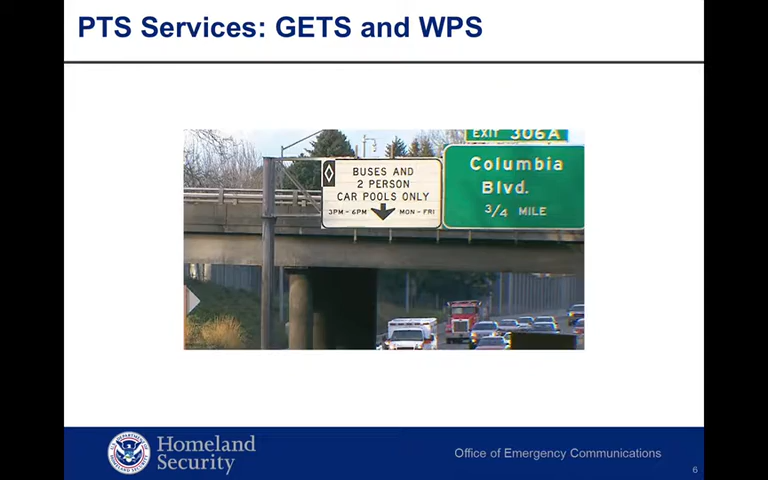 PTS Services: GETS and WPS
EXIT 306A
BUSES AND
2 PERSON
CAR POOLS ONLY
3PM - 6PM MON - FRI
Columbia
Blvd.
3/4 MILE
Homeland
Security
Office of Emergency Communications
6